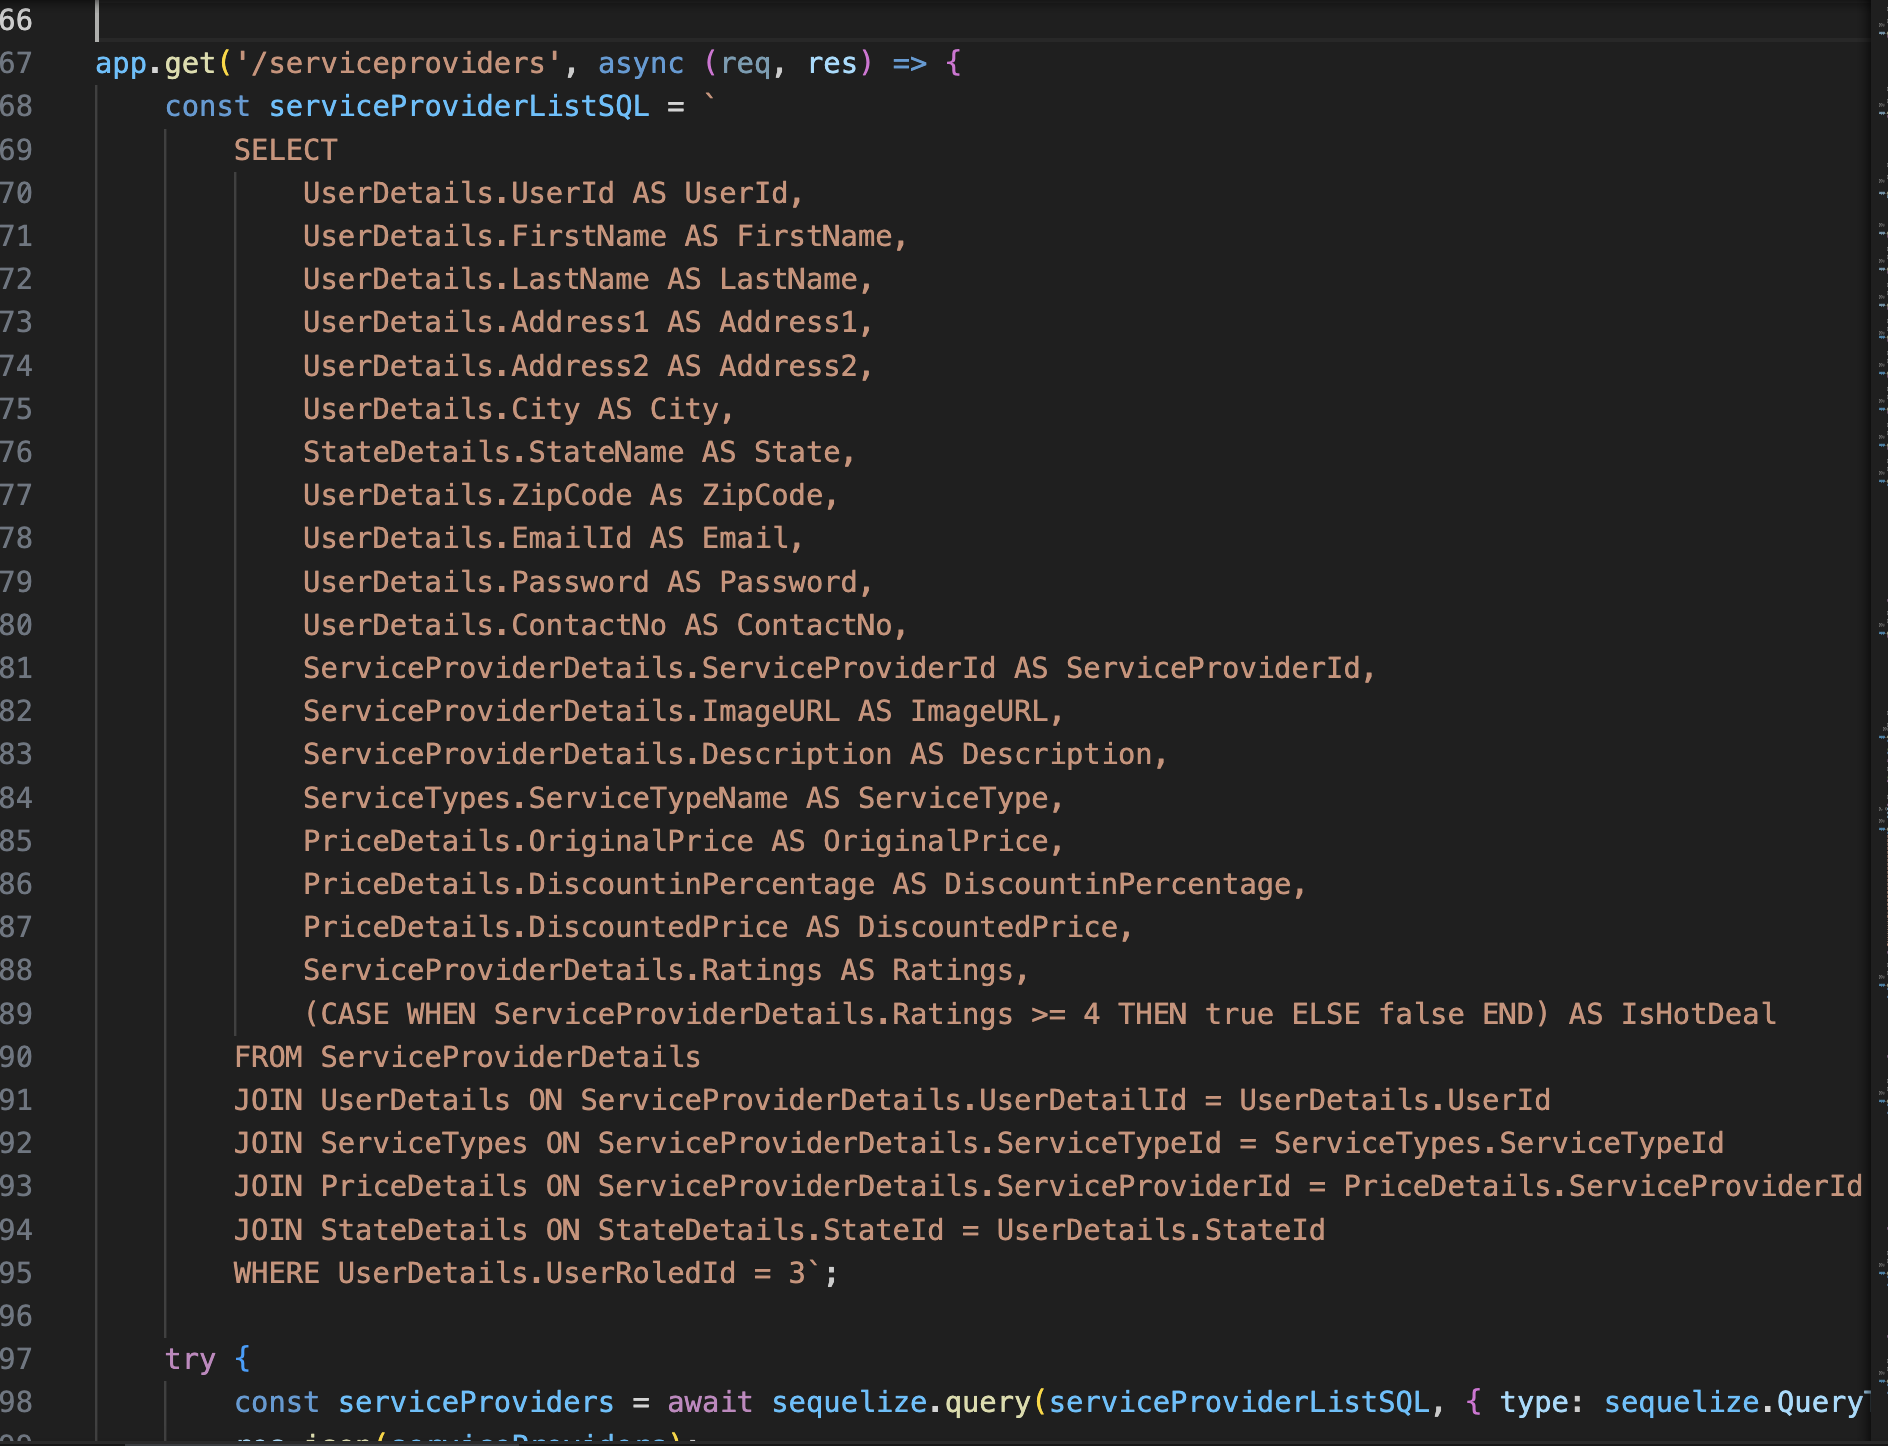 66
67 app.get('/serviceproviders', async (req, res) => {
68 const serviceProviderListSQL = `
69 SELECT
70 UserDetails.UserId AS UserId,
71 UserDetails.FirstName AS FirstName,
72 UserDetails.LastName AS LastName,
73 UserDetails.Address1 AS Address1,
74 UserDetails.Address2 AS Address2,
75 UserDetails.City AS City,
76 StateDetails.StateName AS State,
77 UserDetails.ZipCode As ZipCode,
78 UserDetails.EmailId AS Email,
79 UserDetails.Password AS Password,
80 UserDetails.ContactNo AS ContactNo,
81 ServiceProviderDetails.ServiceProviderId AS ServiceProviderId,
82 ServiceProviderDetails.ImageURL AS ImageURL,
83 ServiceProviderDetails.Description AS Description,
84 ServiceTypes.ServiceTypeName AS ServiceType,
85 PriceDetails.OriginalPrice AS OriginalPrice,
86 PriceDetails.DiscountinPercentage AS DiscountinPercentage,
87 PriceDetails.DiscountedPrice AS DiscountedPrice,
88 ServiceProviderDetails.Ratings AS Ratings,
89 (CASE WHEN ServiceProviderDetails.Ratings >= 4 THEN true ELSE false END) AS IsHotDeal
90 FROM ServiceProviderDetails
91 JOIN UserDetails ON ServiceProviderDetails.UserDetailId = UserDetails.UserId
92 JOIN ServiceTypes ON ServiceProviderDetails.ServiceTypeId = ServiceTypes.ServiceTypeId
93 JOIN PriceDetails ON ServiceProviderDetails.ServiceProviderId = PriceDetails.ServiceProviderId
94 JOIN StateDetails ON StateDetails.StateId = UserDetails.StateId
95 WHERE UserDetails.UserRoledId = 3`;
96
97 try {
98 const serviceProviders = await sequelize.query(serviceProviderListSQL, { type: sequelize.Query